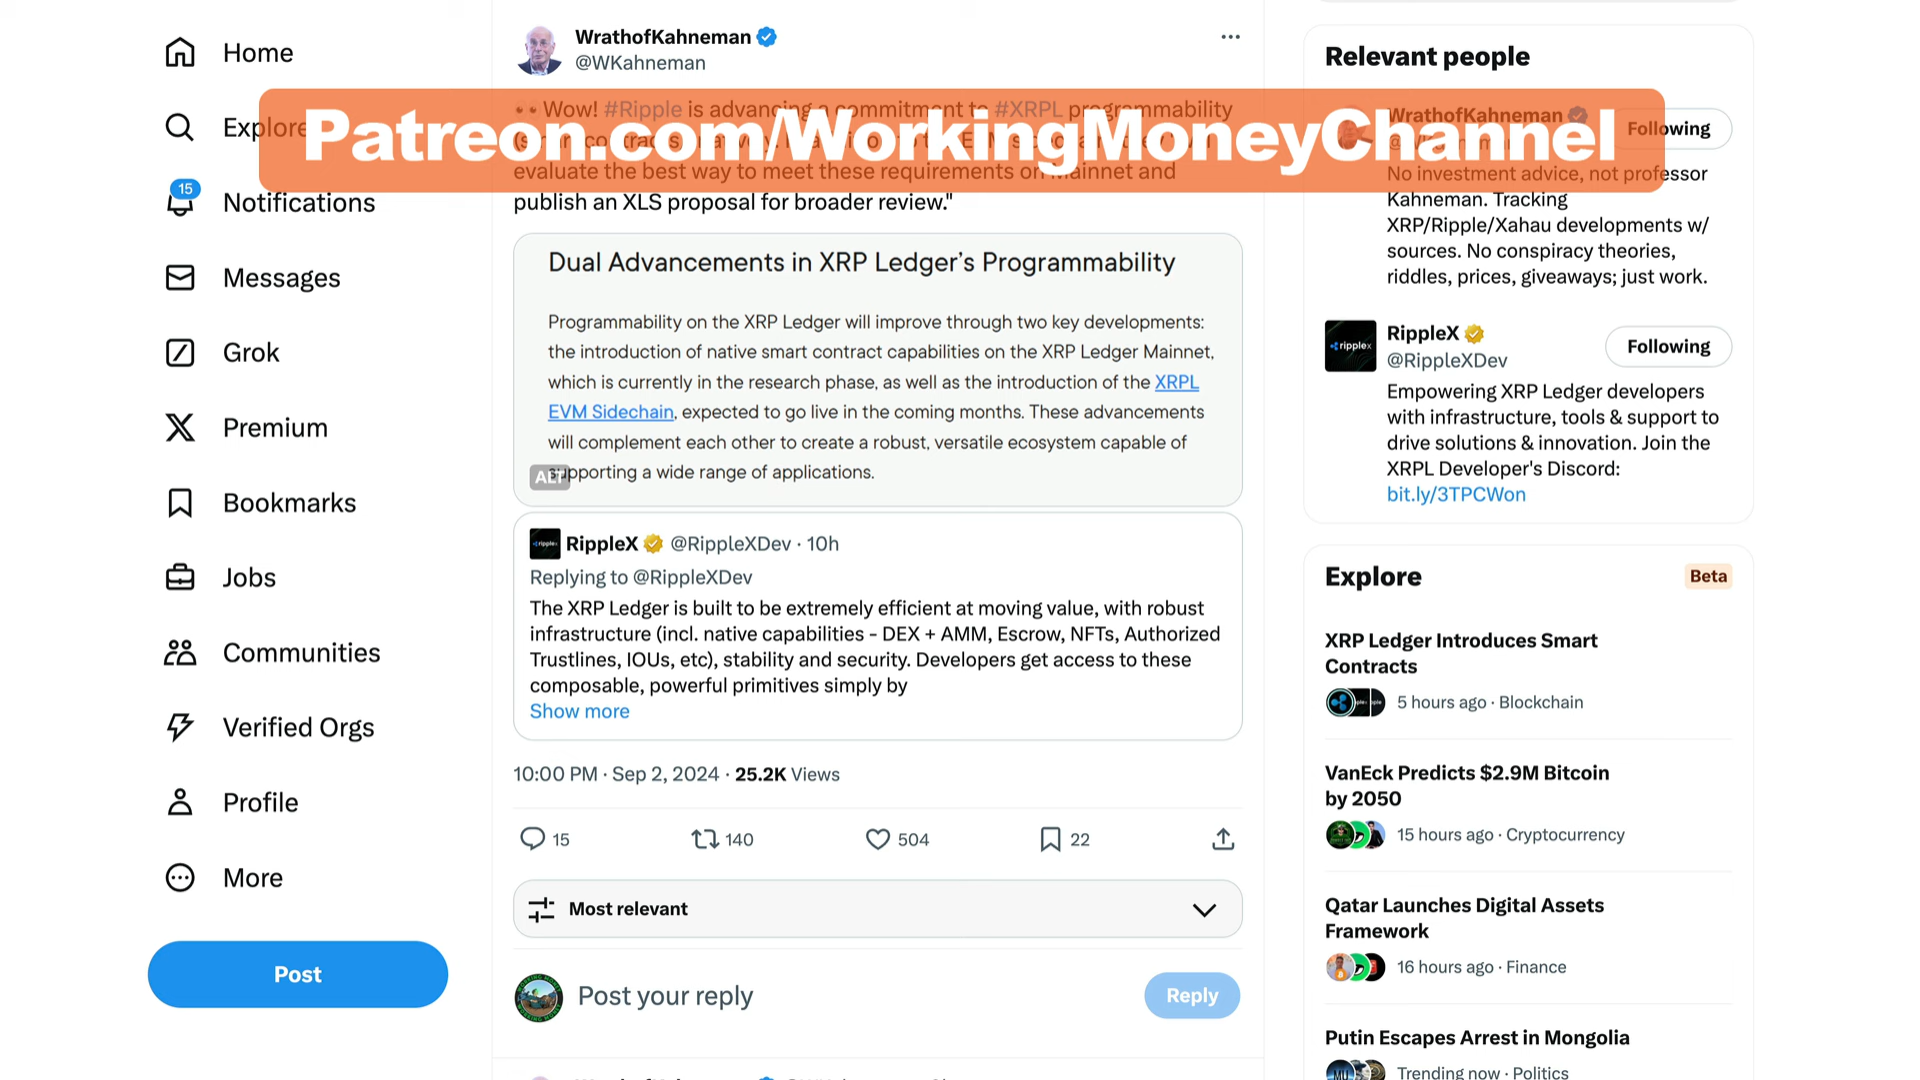 Home
Explore
15
Notifications
Messages
Grok
Premium
Bookmarks
Jobs
Communities
Verified Orgs
Profile
More
Post
WrathofKahneman
@WKahneman
Patreon.com/WorkingMoneyChannel
Wow! #Ripple is advancing a commitment to #XRPL programmability
evaluate the best way to meet these requirements on Mainnet and
publish an XLS proposal for broader review."
Dual Advancements in XRP Ledger's Programmability
Programmability on the XRP Ledger will improve through two key developments:
the introduction of native smart contract capabilities on the XRP Ledger Mainnet,
which is currently in the research phase, as well as the introduction of the XRPL
EVM Sidechain, expected to go live in the coming months. These advancements
will complement each other to create a robust, versatile ecosystem capable of
supporting a wide range of applications.
ALT
ripplex
RippleX @RippleXDev · 10h
Replying to @RippleXDev
The XRP Ledger is built to be extremely efficient at moving value, with robust
infrastructure (incl. native capabilities - DEX + AMM, Escrow, NFTs, Authorized
Trustlines, IOUs, etc), stability and security. Developers get access to these
composable, powerful primitives simply by
Show more
10:00 PM · Sep 2, 2024 · 25.2K Views
15
140
504
22
Most relevant
Post your reply
Reply
Relevant people
WrathofKahneman
Following
No investment advice, not professor
Kahneman. Tracking
XRP/Ripple/Xahau developments w/
sources. No conspiracy theories,
riddles, prices, giveaways; just work.
ripplex
RippleX
@RippleXDev
Following
Empowering XRP Ledger developers
with infrastructure, tools & support to
drive solutions & innovation. Join the
XRPL Developer's Discord:
bit.ly/3TPCWon
Explore
Beta
XRP Ledger Introduces Smart
Contracts
5 hours ago · Blockchain
VanEck Predicts $2.9M Bitcoin
by 2050
15 hours ago · Cryptocurrency
Qatar Launches Digital Assets
Framework
16 hours ago · Finance
Putin Escapes Arrest in Mongolia
Trending now · Politics